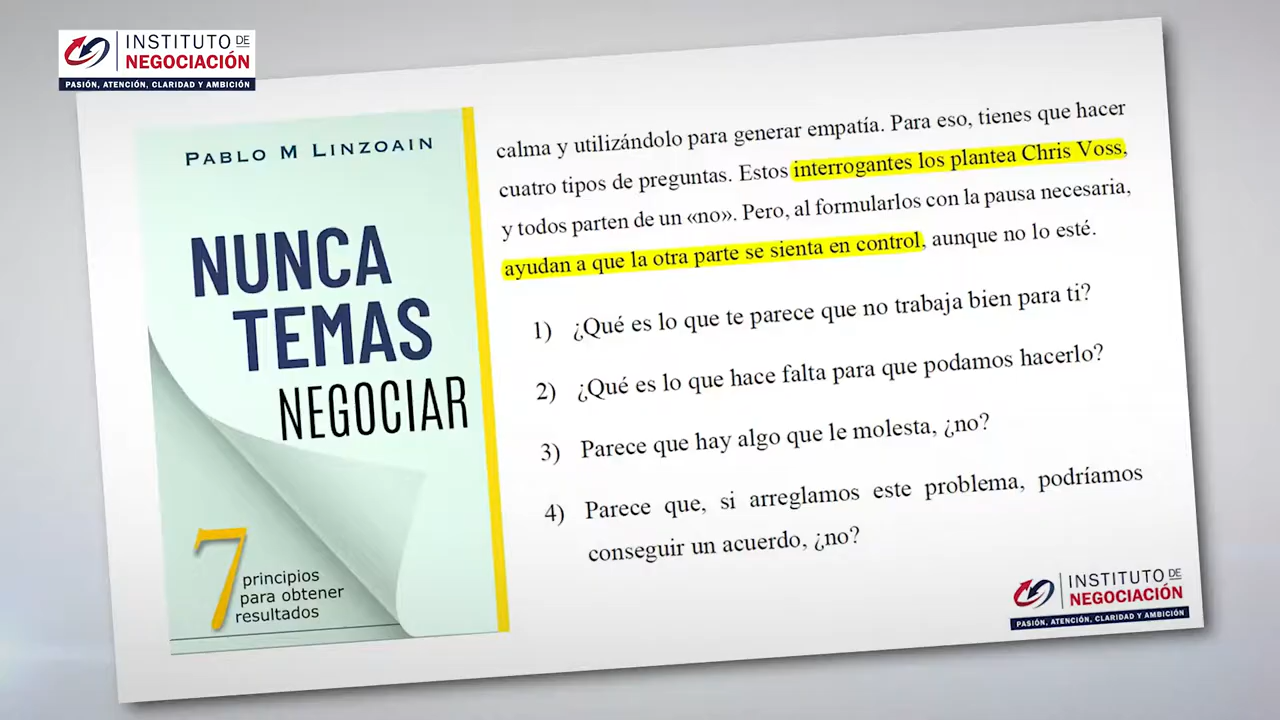 INSTITUTO DE
NEGOCIACIÓN
PASIÓN, ATENCIÓN, CLARIDAD Y AMBICIÓN
PABLO M LINZOAIN
NUNCA
TEMAS
NEGOCIAR
7 principios
para obtener
resultados
calma y utilizándolo para generar empatía. Para eso, tienes que hacer
cuatro tipos de preguntas. Estos interrogantes los plantea Chris Voss,
y todos parten de un «no». Pero, al formularlos con la pausa necesaria,
ayudan a que la otra parte se sienta en control, aunque no lo esté.
1) ¿Qué es lo que te parece que no trabaja bien para ti?
2) ¿Qué es lo que hace falta para que podamos hacerlo?
3) Parece que hay algo que le molesta, ¿no?
4) Parece que, si arreglamos este problema, podríamos
conseguir un acuerdo, ¿no?
INSTITUTO DE
NEGOCIACIÓN
PASIÓN, ATENCIÓN, CLARIDAD Y AMBICIÓN